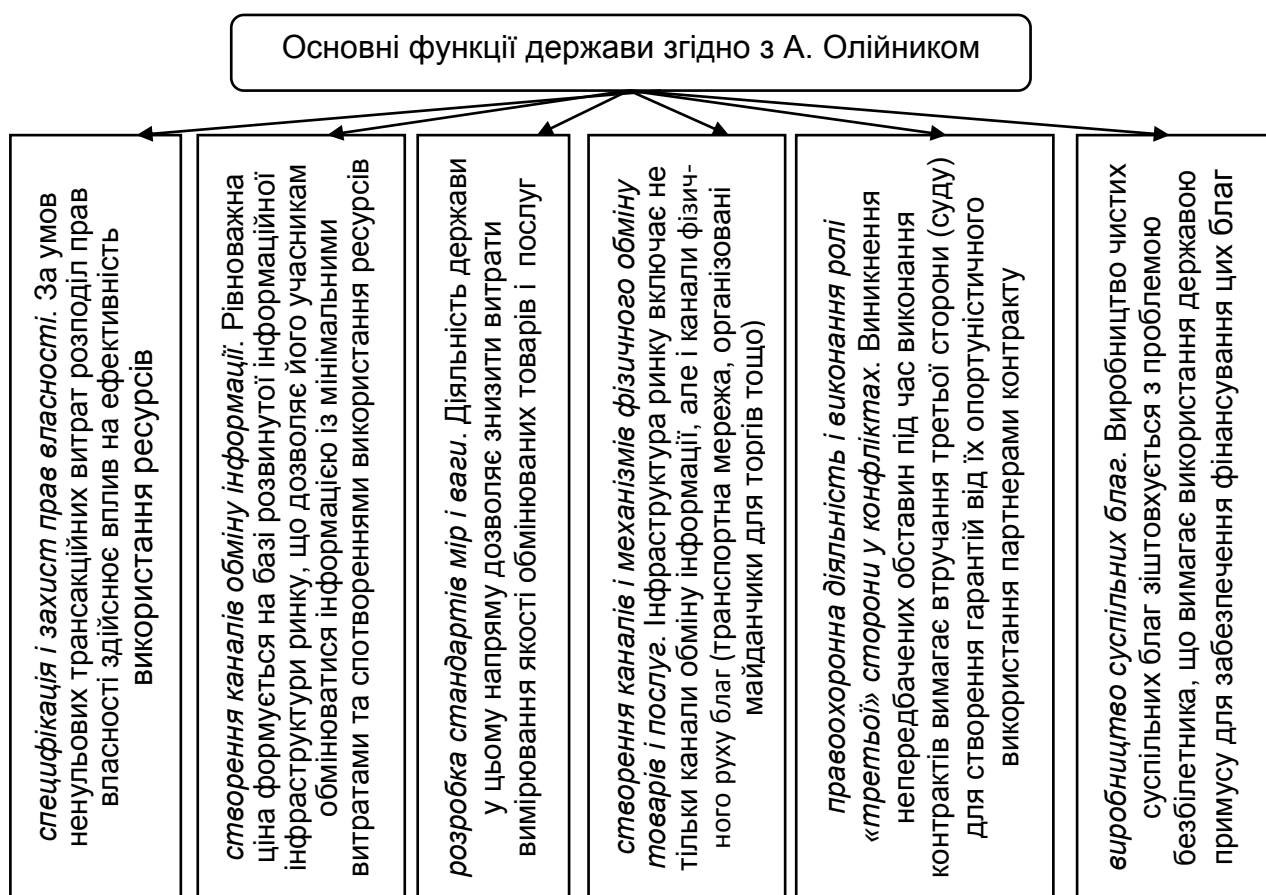 Основні функції держави згідно з А. Олійником
специфікація і захист прав власності. За умов
ненульових трансакційних витрат розподіл прав
власності здійснює вплив на ефективність
використання ресурсів
створення каналів обміну інформації. Рівноважна
ціна формується на базі розвинутої інформаційної
інфраструктури ринку, що дозволяє його учасникам
обмінюватися інформацією із мінімальними
витратами та спотвореннями використання ресурсів
розробка стандартів мір і ваги. Діяльність держави
у цьому напряму дозволяє знизити витрати
вимірювання якості обмінюваних товарів і послуг
створення каналів і механізмів фізичного обміну
товарів і послуг. Інфраструктура ринку включає не
тільки канали обміну інформації, але і канали фізич-
ного руху благ (транспортна мережа, організовані
майданчики для торгів тощо)
правоохоронна діяльність і виконання ролі
«третьої» сторони у конфліктах. Виникнення
непередбачених обставин під час виконання
контрактів вимагає втручання третьої сторони (суду)
для створення гарантій від їх опортуністичного
використання партнерами контракту
виробництво суспільних благ. Виробництво чистих
суспільних благ зіштовхується з проблемою
безбілетника, що вимагає використання державою
примусу для забезпечення фінансування цих благ